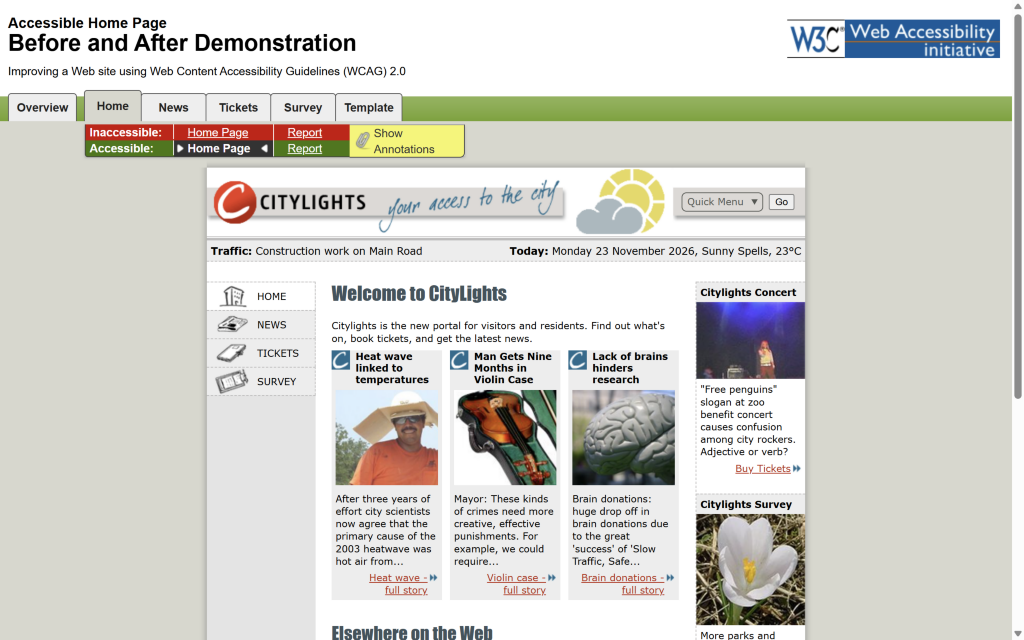 Accessible Home Page
Before and After Demonstration
Improving a Web site using Web Content Accessibility Guidelines (WCAG) 2.0
W3C® Web Accessibility
initiative
Overview
Home
News
Tickets
Survey
Template
Inaccessible:
Home Page
Report
Accessible:
Home Page
Report
Show
Annotations
CITYLIGHTS
your access to the city
Quick Menu
Go
Traffic: Construction work on Main Road
Today: Monday 23 November 2026, Sunny Spells, 23°C
HOME
NEWS
TICKETS
SURVEY
Welcome to CityLights
Citylights is the new portal for visitors and residents. Find out what's
on, book tickets, and get the latest news.
Heat wave
linked to
temperatures
After three years of
effort city scientists
now agree that the
primary cause of the
2003 heatwave was
hot air from...
Heat wave -
full story
Man Gets Nine
Months in
Violin Case
Mayor: These kinds
of crimes need more
creative, effective
punishments. For
example, we could
require...
Violin case -
full story
Lack of brains
hinders
research
Brain donations:
huge drop off in
brain donations due
to the great
'success' of 'Slow
Traffic, Safe...
Brain donations -
full story
Elsewhere on the Web
Citylights Concert
"Free penguins"
slogan at zoo
benefit concert
causes confusion
among city rockers.
Adjective or verb?
Buy Tickets
Citylights Survey
More parks and